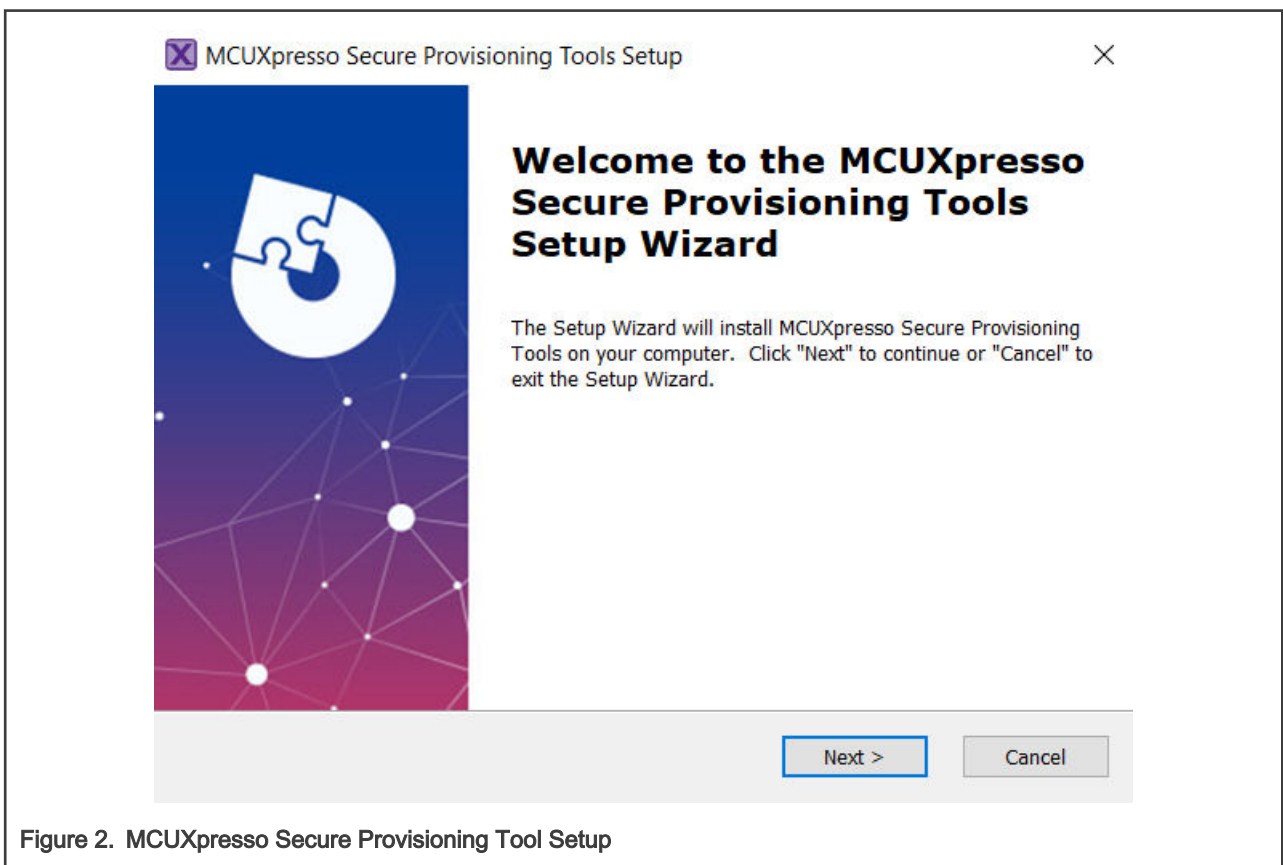 MCUXpresso Secure Provisioning Tools Setup
Welcome to the MCUXpresso
Secure Provisioning Tools
Setup Wizard
The Setup Wizard will install MCUXpresso Secure Provisioning
Tools on your computer.  Click "Next" to continue or "Cancel" to
exit the Setup Wizard.
Next >
Cancel
Figure 2. MCUXpresso Secure Provisioning Tool Setup